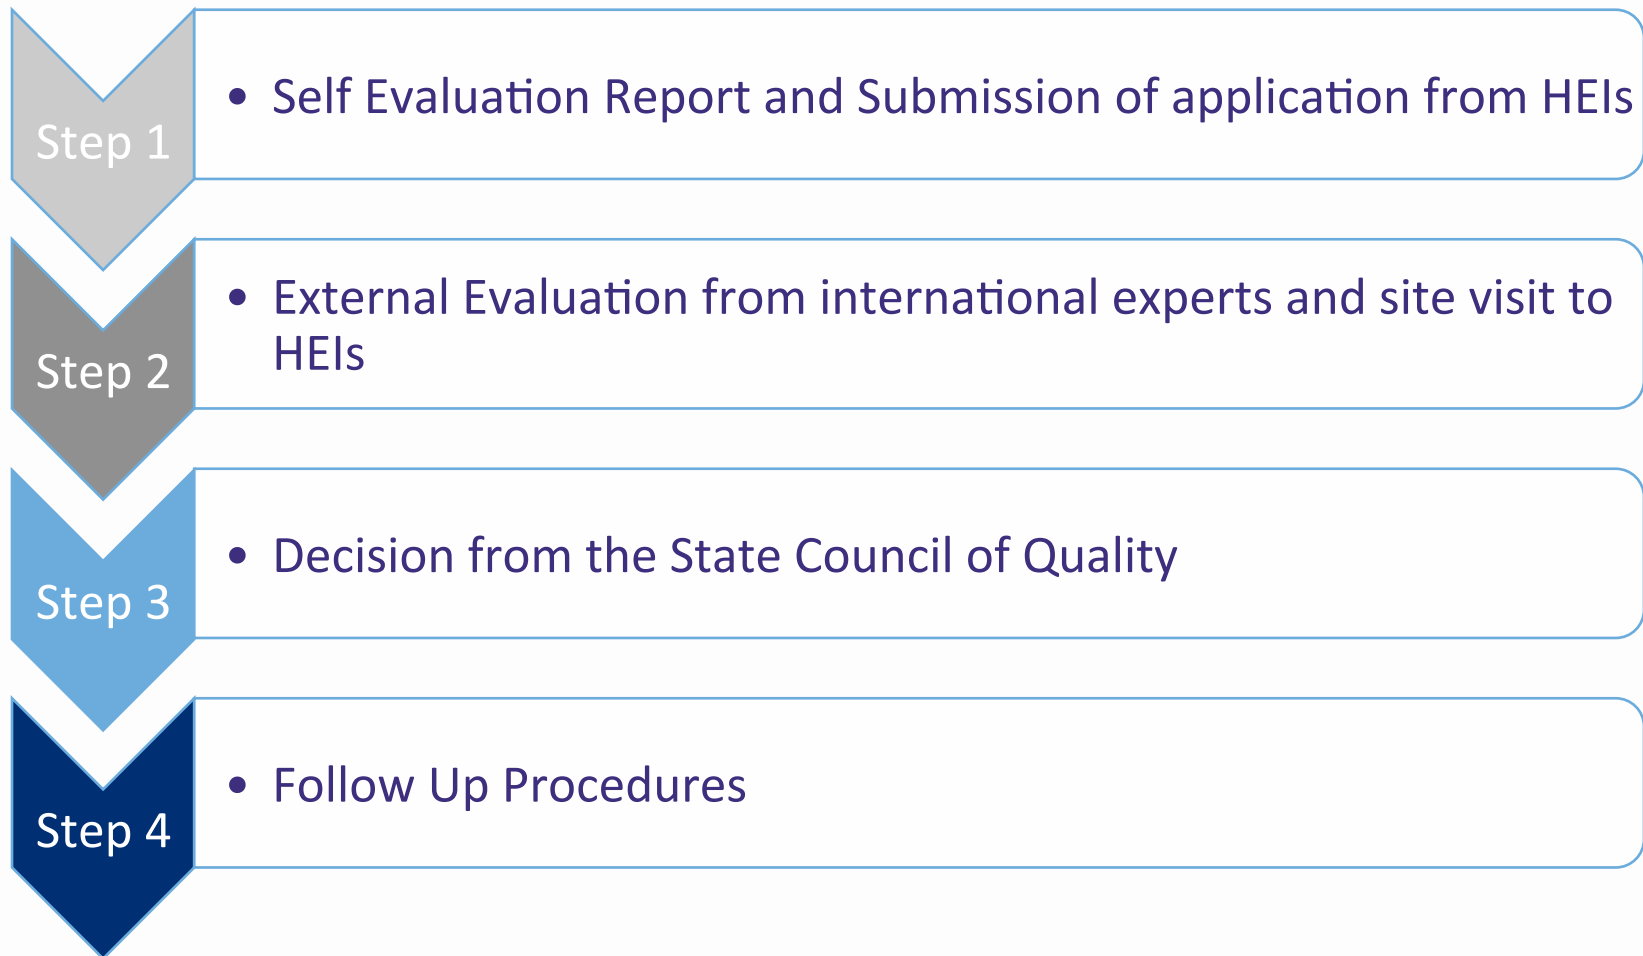 Step 1
• Self Evaluation Report and Submission of application from HEIs
Step 2
• External Evaluation from international experts and site visit to
HEIs
Step 3
• Decision from the State Council of Quality
Step 4
• Follow Up Procedures